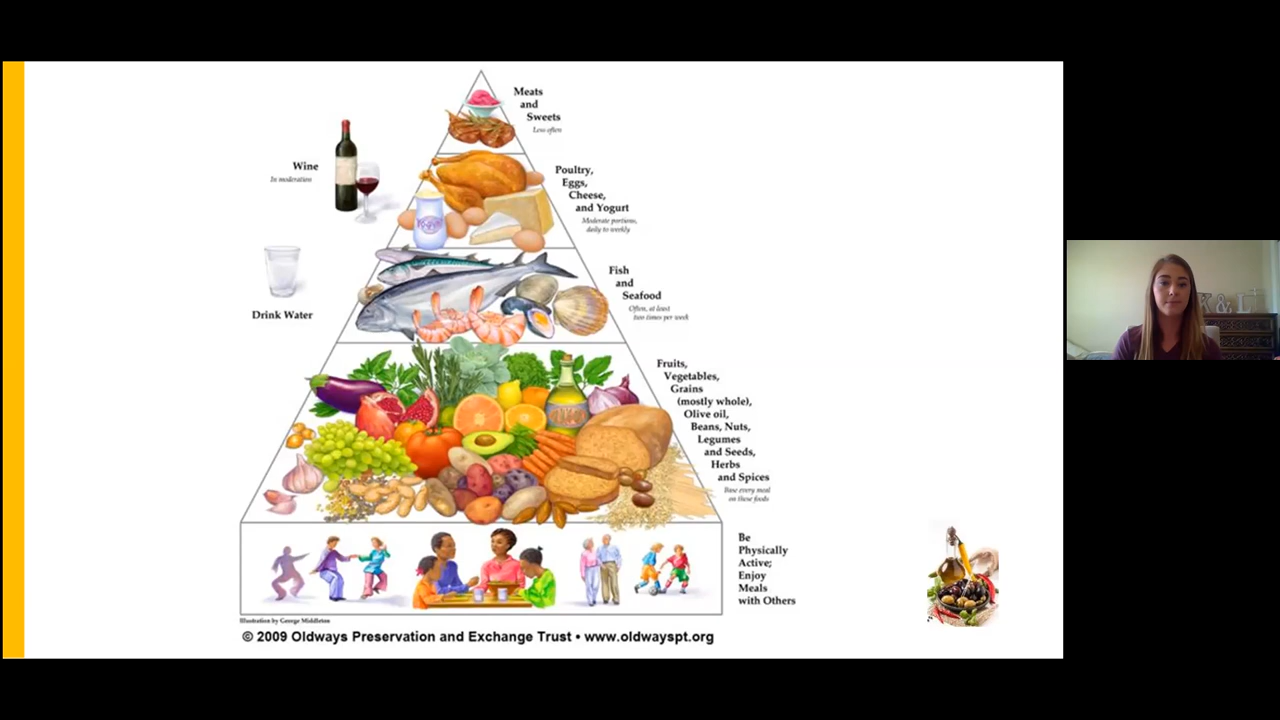 Meats
and
Sweets
Less often
Wine
In moderation
Poultry,
Eggs,
Cheese,
and Yogurt
Moderate portions,
daily to weekly
Fish
and
Seafood
Often, at least
two times per week
Drink Water
Fruits,
Vegetables,
Grains
(mostly whole),
Olive oil,
Beans, Nuts,
Legumes
and Seeds,
Herbs
and Spices
Base every meal
on these foods
Be
Physically
Active;
Enjoy
Meals
with Others
Illustration by George Middleton
© 2009 Oldways Preservation and Exchange Trust • www.oldwayspt.org
K & L